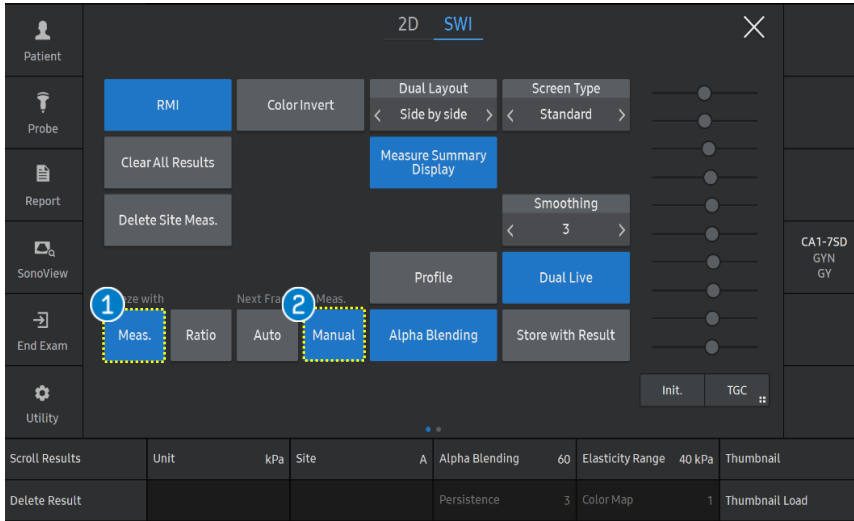 2D SWI
Patient
Probe
Report
SonoView
End Exam
Utility
RMI
Color Invert
Dual Layout
Side by side
Screen Type
Standard
Clear All Results
Measure Summary
Display
Delete Site Meas.
Smoothing
3
Profile
Dual Live
1
with
Next
2
Meas.
Meas.
Ratio
Auto
Manual
Alpha Blending
Store with Result
Init.
TGC
CA1-7SD
GYN
GY
Scroll Results
Unit kPa
Site A
Alpha Blending 60
Elasticity Range 40 kPa
Thumbnail
Delete Result
Persistence 3
Color Map 1
Thumbnail Load